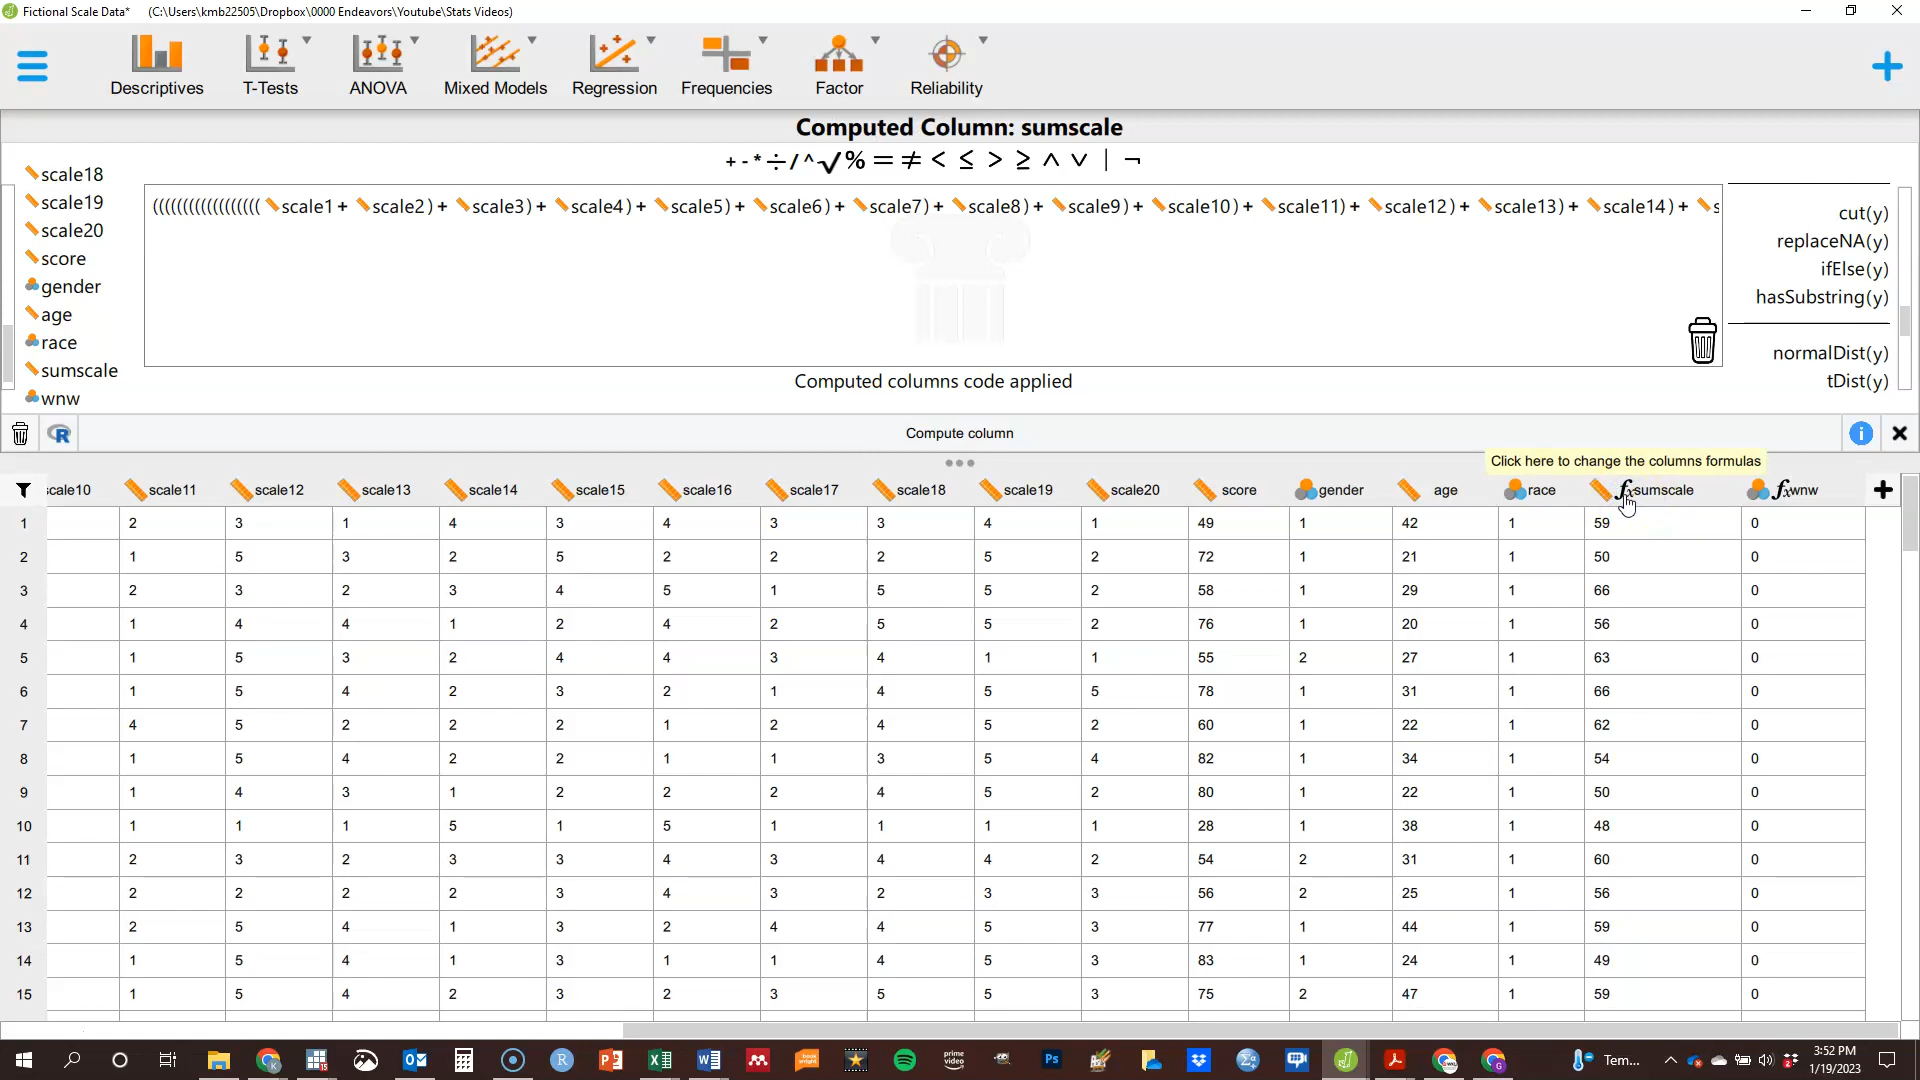 Fictional Scale Data* (C:\Users\kmb22505\Dropbox\0000 Endeavors\Youtube\Stats Videos)
Descriptives T-Tests ANOVA Mixed Models Regression Frequencies Factor Reliability
Computed Column: sumscale
+ - * ÷ / ^ √ % = ≠ < ≤ > ≥ ∧ ∨ | ¬
scale18
scale19
scale20
score
gender
age
race
sumscale
wnw
((((((((((((((((((scale1 + scale2) + scale3) + scale4) + scale5) + scale6) + scale7) + scale8) + scale9) + scale10) + scale11) + scale12) + scale13) + scale14) + s
cut(y)
replaceNA(y)
ifElse(y)
hasSubstring(y)
normalDist(y)
tDist(y)
Computed columns code applied
R Compute column i
Click here to change the columns formulas
scale10 scale11 scale12 scale13 scale14 scale15 scale16 scale17 scale18 scale19 scale20 score gender age race fx sumscale fx wnw
1 2 3 1 4 3 4 3 3 4 1 49 1 42 1 59 0
2 1 5 3 2 5 2 2 2 5 2 72 1 21 1 50 0
3 2 3 2 3 4 5 1 5 5 2 58 1 29 1 66 0
4 1 4 4 1 2 4 2 5 5 2 76 1 20 1 56 0
5 1 5 3 2 4 4 3 4 1 1 55 2 27 1 63 0
6 1 5 4 2 3 2 1 4 5 5 78 1 31 1 66 0
7 4 5 2 2 2 1 2 4 5 2 60 1 22 1 62 0
8 1 5 4 2 2 1 1 3 5 4 82 1 34 1 54 0
9 1 4 3 1 2 2 2 4 5 2 80 1 22 1 50 0
10 1 1 1 5 1 5 1 1 1 1 28 1 38 1 48 0
11 2 3 2 3 3 4 3 4 4 2 54 2 31 1 60 0
12 2 2 2 2 3 4 3 2 3 3 56 2 25 1 56 0
13 2 5 4 1 3 2 4 4 5 3 77 1 44 1 59 0
14 1 5 4 1 3 1 1 4 5 3 83 1 24 1 49 0
15 1 5 4 2 3 2 3 5 5 3 75 2 47 1 59 0
Tem... 3:52 PM
1/19/2023